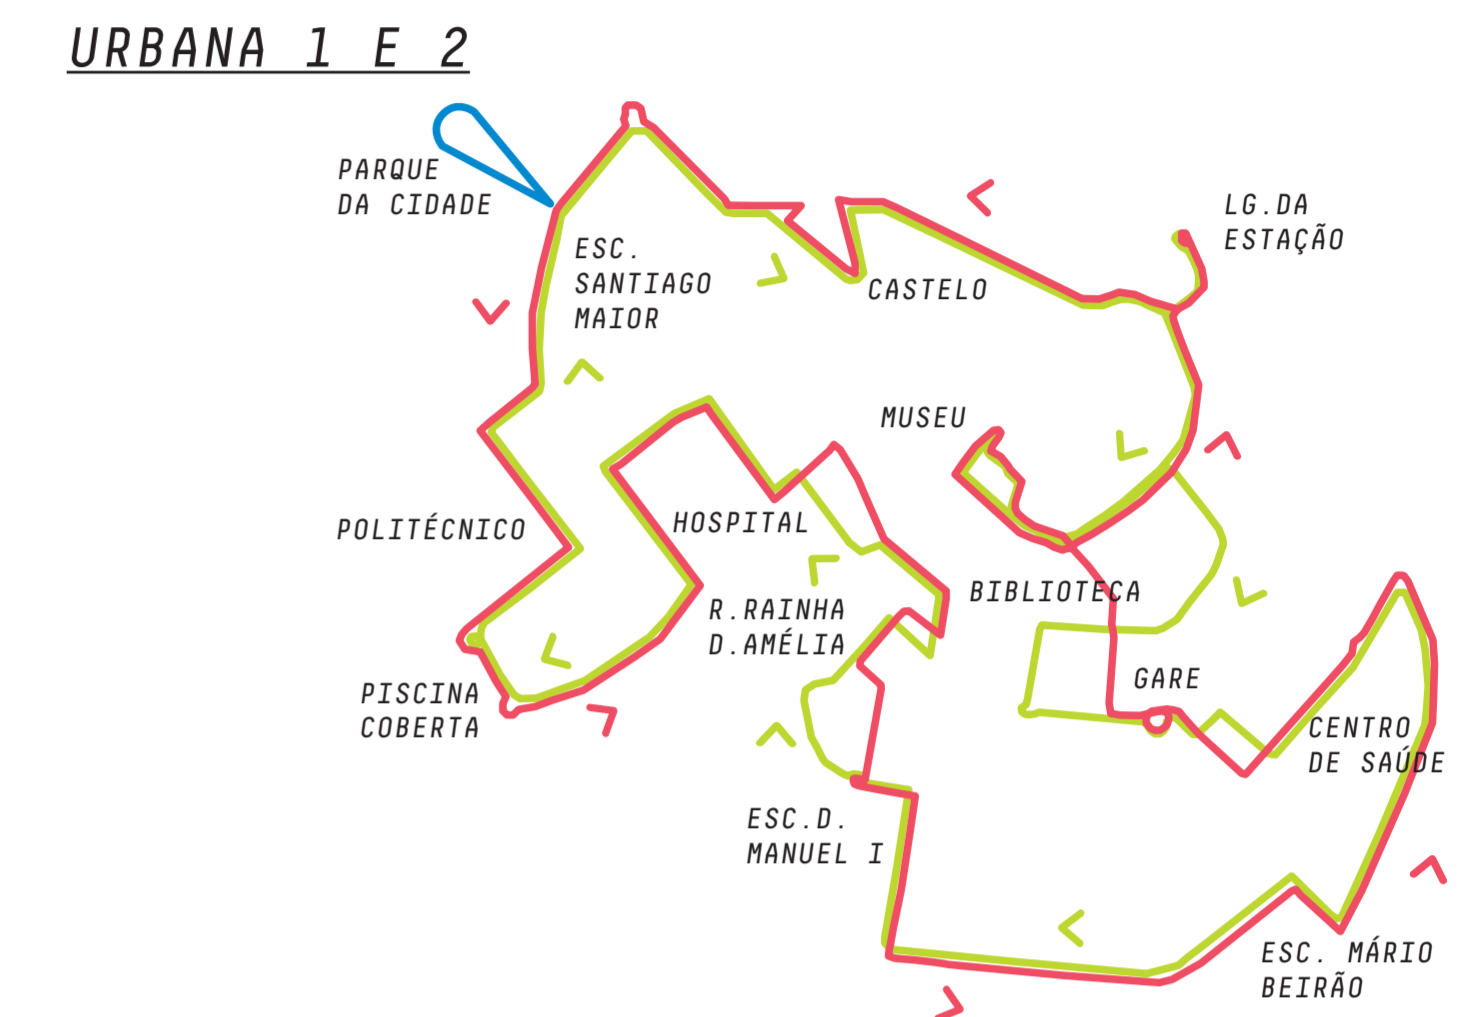 URBANA 1 E 2
PARQUE
DA CIDADE
LG.DA
ESTAÇÃO
ESC.
SANTIAGO
MAIOR
CASTELO
MUSEU
POLITÉCNICO
HOSPITAL
BIBLIOTECA
R.RAINHA
D.AMÉLIA
GARE
PISCINA
COBERTA
CENTRO
DE SAÚDE
ESC.D.
MANUEL I
ESC. MÁRIO
BEIRÃO